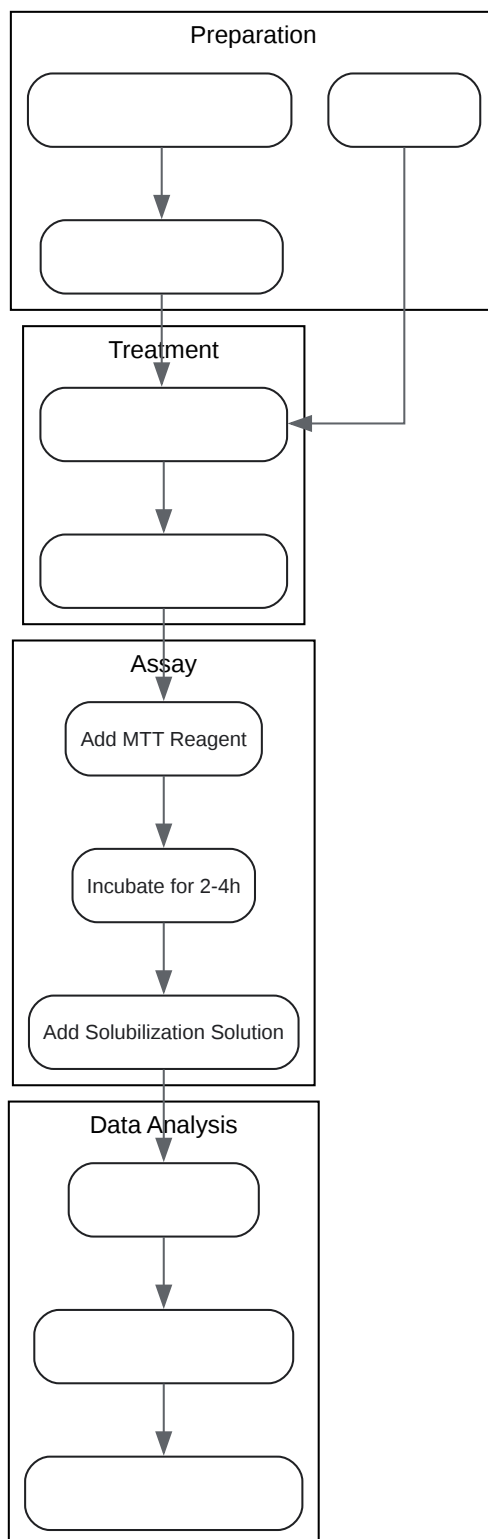 Preparation
Treatment
Assay
Add MTT Reagent
Incubate for 2-4h
Add Solubilization Solution
Data Analysis